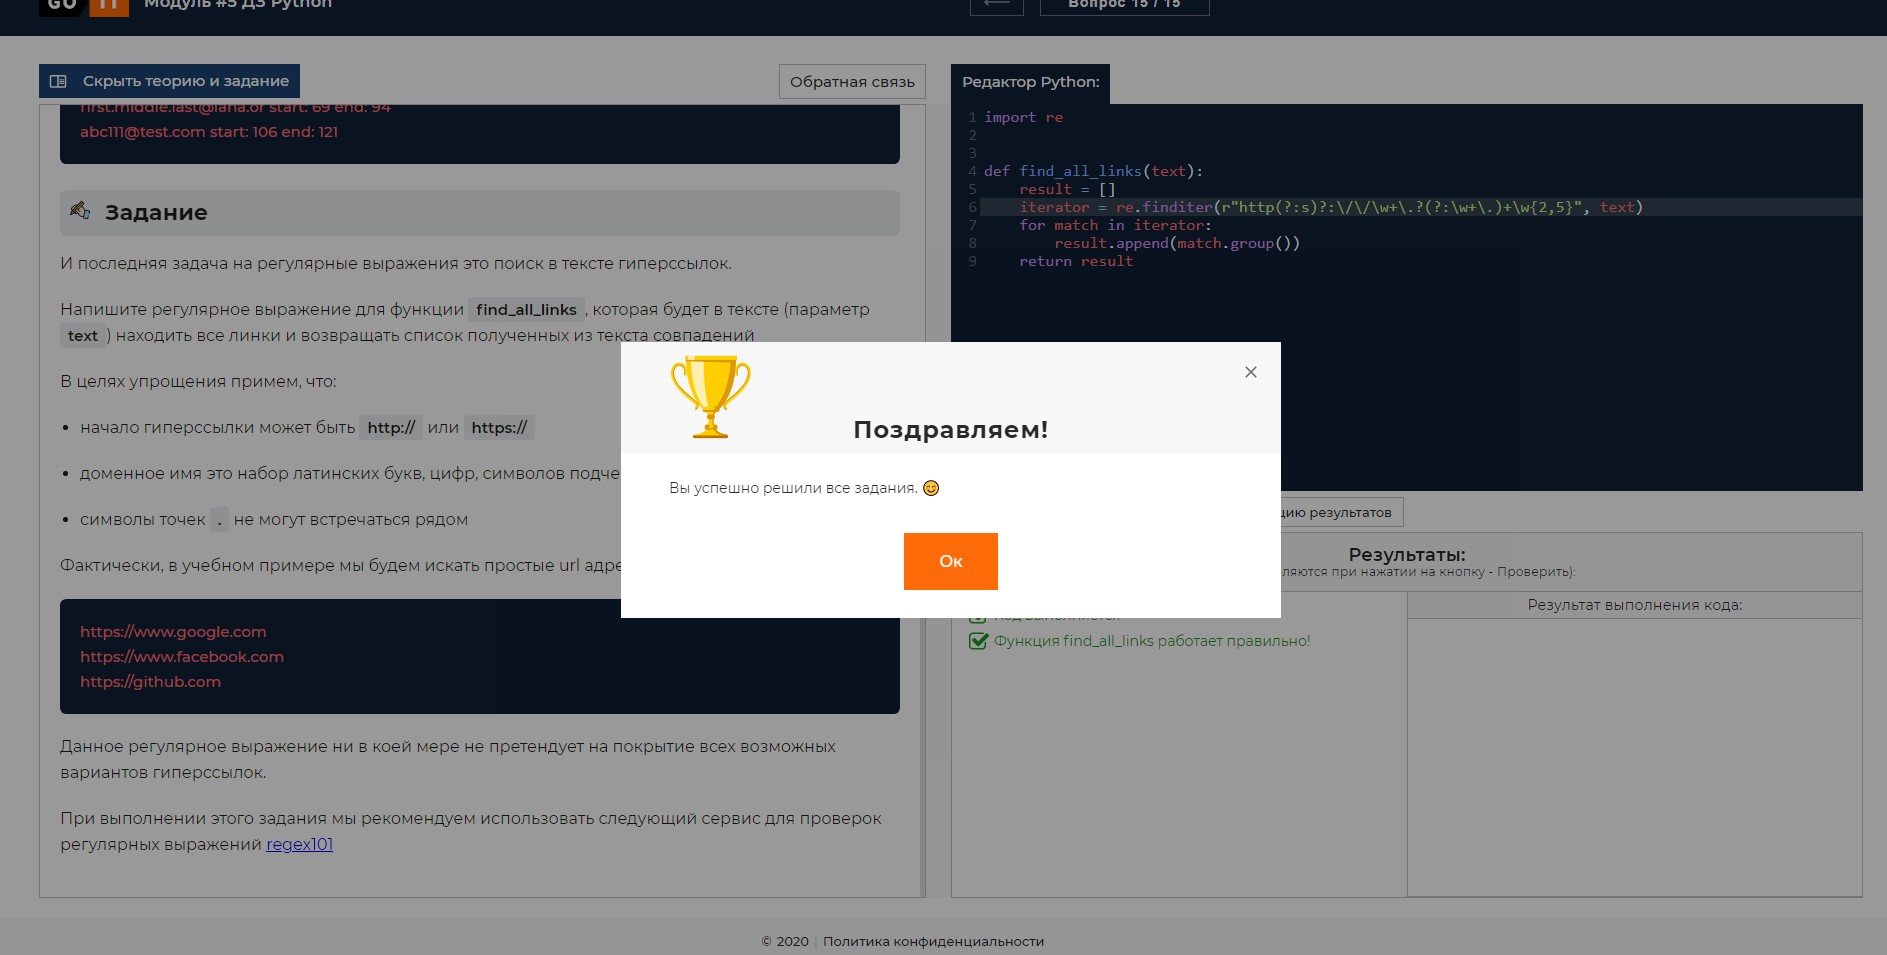 GO IT
Модуль #5 ДЗ Python
Вопрос 15 / 15
Скрыть теорию и задание
Обратная связь
first.middle.last@iana.or start: 69 end: 94
abc111@test.com start: 106 end: 121
Задание
И последняя задача на регулярные выражения это поиск в тексте гиперссылок.
Напишите регулярное выражение для функции find_all_links, которая будет в тексте (параметр
text) находить все линки и возвращать список полученных из текста совпадений
В целях упрощения примем, что:
• начало гиперссылки может быть http:// или https://
• доменное имя это набор латинских букв, цифр, символов подче
• символы точек . не могут встречаться рядом
Фактически, в учебном примере мы будем искать простые url адре
https://www.google.com
https://www.facebook.com
https://github.com
Данное регулярное выражение ни в коей мере не претендует на покрытие всех возможных
вариантов гиперссылок.
При выполнении этого задания мы рекомендуем использовать следующий сервис для проверок
регулярных выражений regex101
Редактор Python:
1 import re
2
3
4 def find_all_links(text):
5     result = []
6     iterator = re.finditer(r"http(?:s)?:\/\/\w+\.?(?:\w+\.)+\w{2,5}", text)
7     for match in iterator:
8         result.append(match.group())
9     return result
Поздравляем!
Вы успешно решили все задания.
Ок
цию результатов
Результаты:
ляются при нажатии на кнопку - Проверить):
Результат выполнения кода:
Код выполняется
Функция find_all_links работает правильно!
© 2020 | Политика конфиденциальности